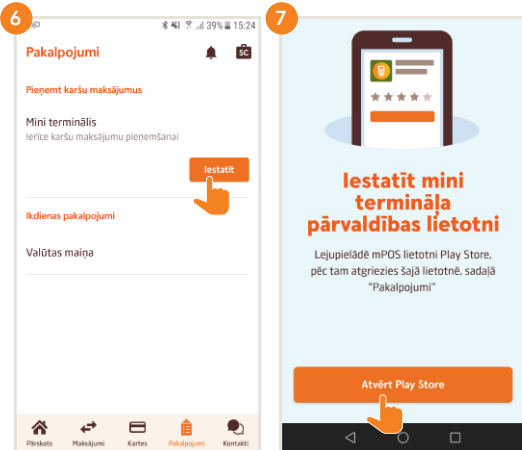 6
39% 15:24
Pakalpojumi
SC
Pieņemt karšu maksājumus
Mini terminālis
Ierīce karšu maksājumu pieņemšanai
Iestatīt
Ikdienas pakalpojumi
Valūtas maiņa
Pārskats Maksājumi Kartes Pakalpojumi Kontakti
7
Iestatīt mini
termināļa
pārvaldības lietotni
Lejupielādē mPOS lietotni Play Store,
pēc tam atgriezies šajā lietotnē, sadaļā
"Pakalpojumi"
Atvērt Play Store